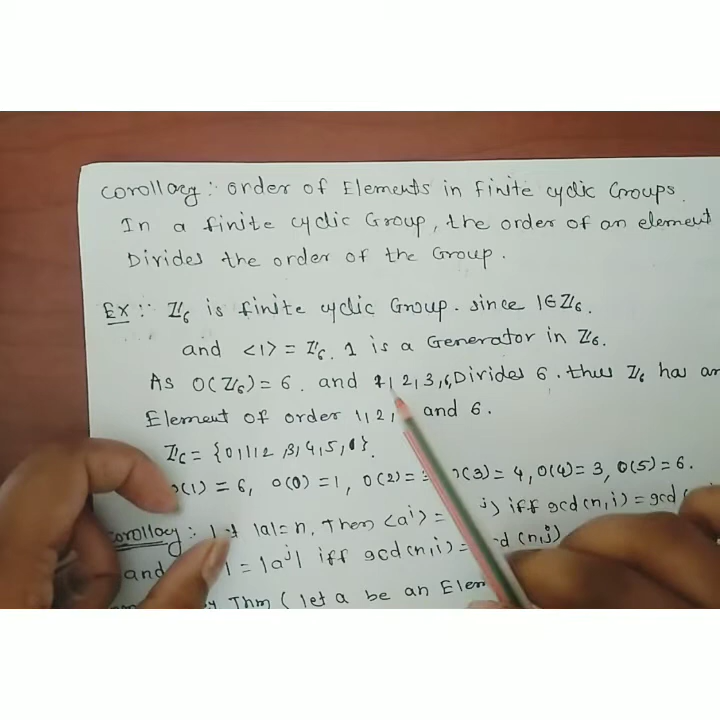 Corollary: Order of Elements in Finite Cyclic Groups.
In a finite cyclic Group, the order of an element
Divides the order of the Group.
Ex:- ℤ₆ is finite cyclic Group. since 1∈ℤ₆.
and <1> = ℤ₆. 1 is a Generator in ℤ₆.
As O(ℤ₆) = 6. and 1, 2, 3, 6, Divides 6. thus ℤ₆ has an
Element of order 1, 2, and 6.
ℤ₆ = {0, 1, 2, 3, 4, 5, }.
(1) = 6, O(0) = 1, O(2) = (3) = 4, O(4) = 3, O(5) = 6.
Corollary: |a| = n. Then <aⁱ> = iff gcd(n, i) = gcd
and = |aʲ| iff gcd(n, i) = (n, j)
Thm ( let a be an